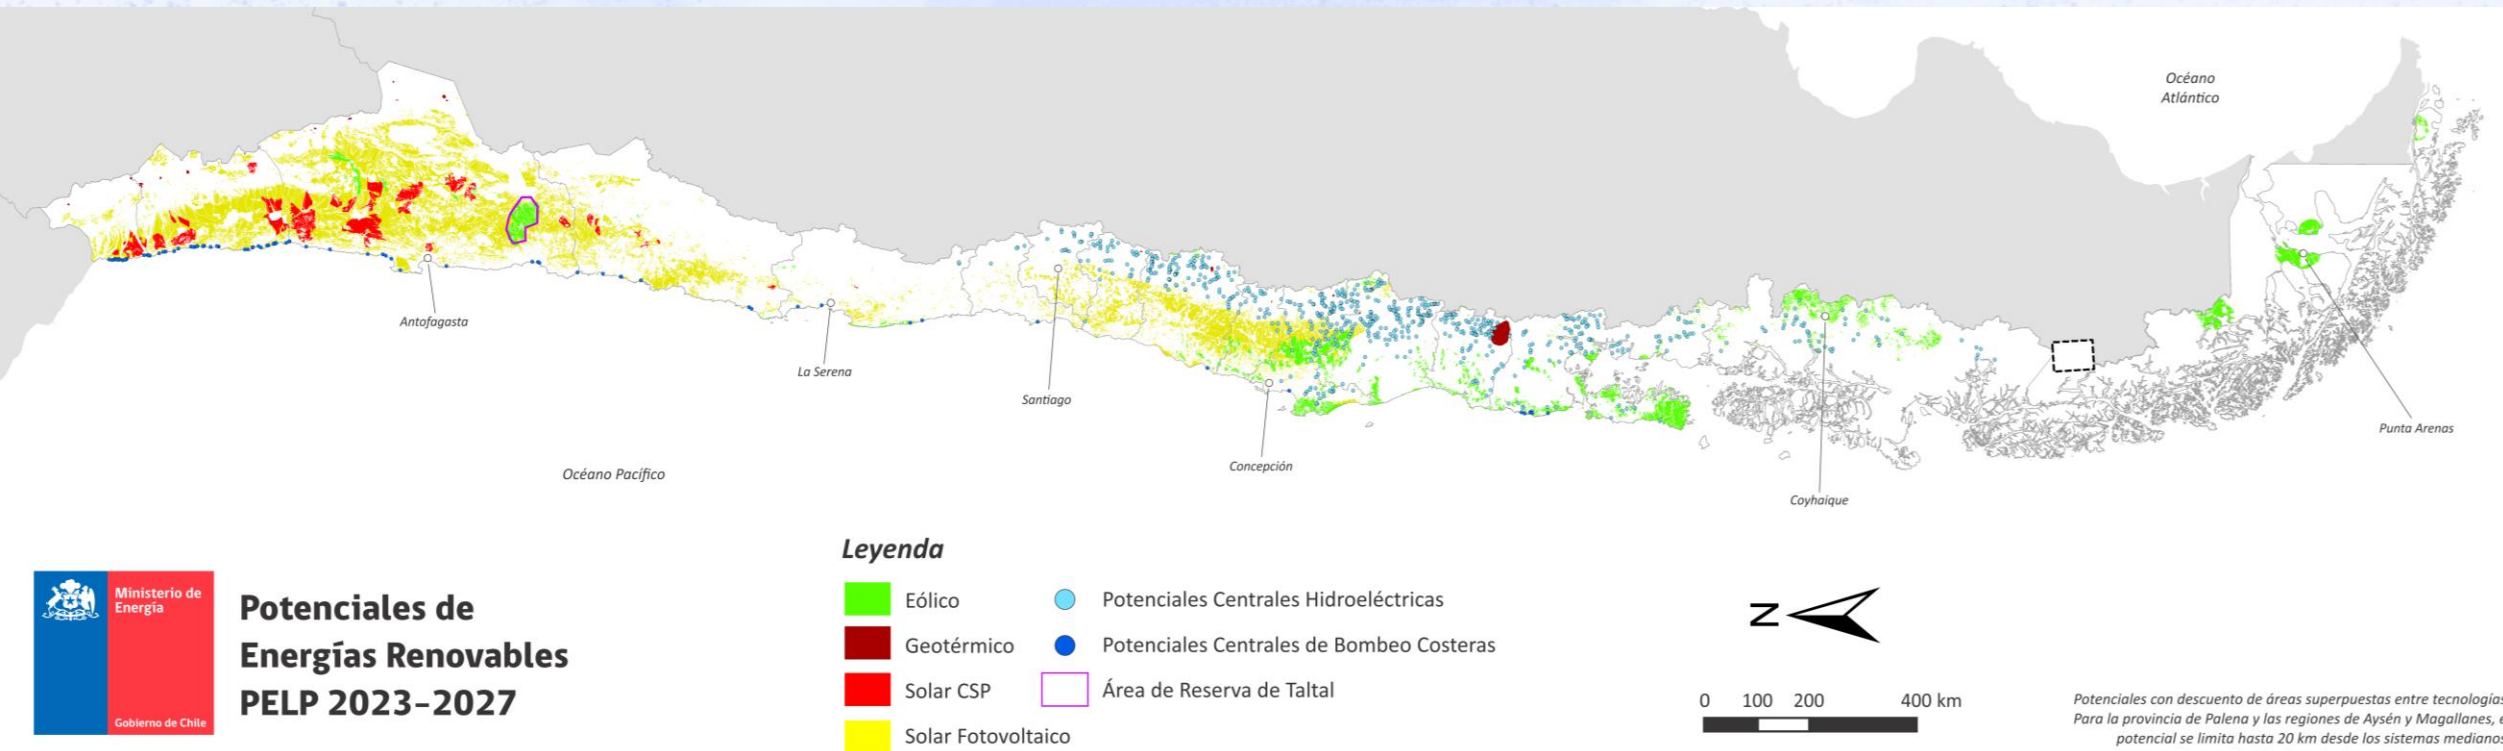 Océano
Atlántico
Antofagasta
La Serena
Santiago
Concepción
Punta Arenas
Océano Pacífico
Coyhaique
Ministerio de
Energía
Gobierno de Chile
Potenciales de
Energías Renovables
PELP 2023-2027
Leyenda
Eólico
Geotérmico
Solar CSP
Solar Fotovoltaico
Potenciales Centrales Hidroeléctricas
Potenciales Centrales de Bombeo Costeras
Área de Reserva de Taltal
N
0 100 200 400 km
Potenciales con descuento de áreas superpuestas entre tecnologías
Para la provincia de Palena y las regiones de Aysén y Magallanes, e
potencial se limita hasta 20 km desde los sistemas medianos